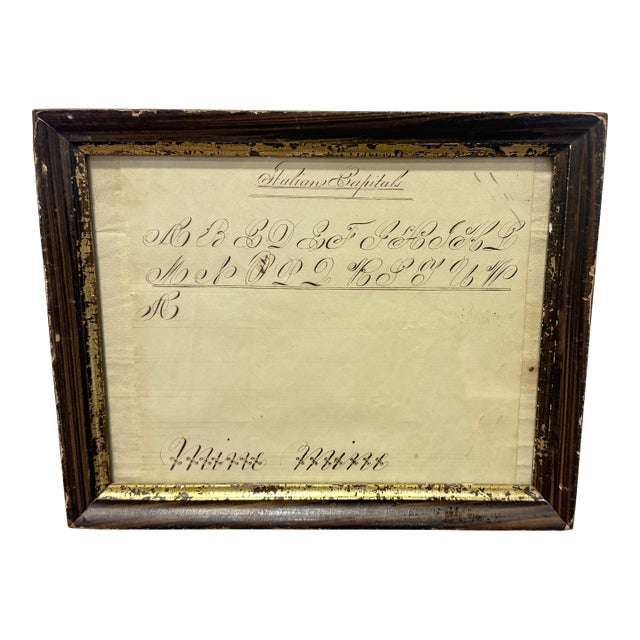 Italian Capitals
A B C D E F G H I K L
M N O P Q R S T U W
A